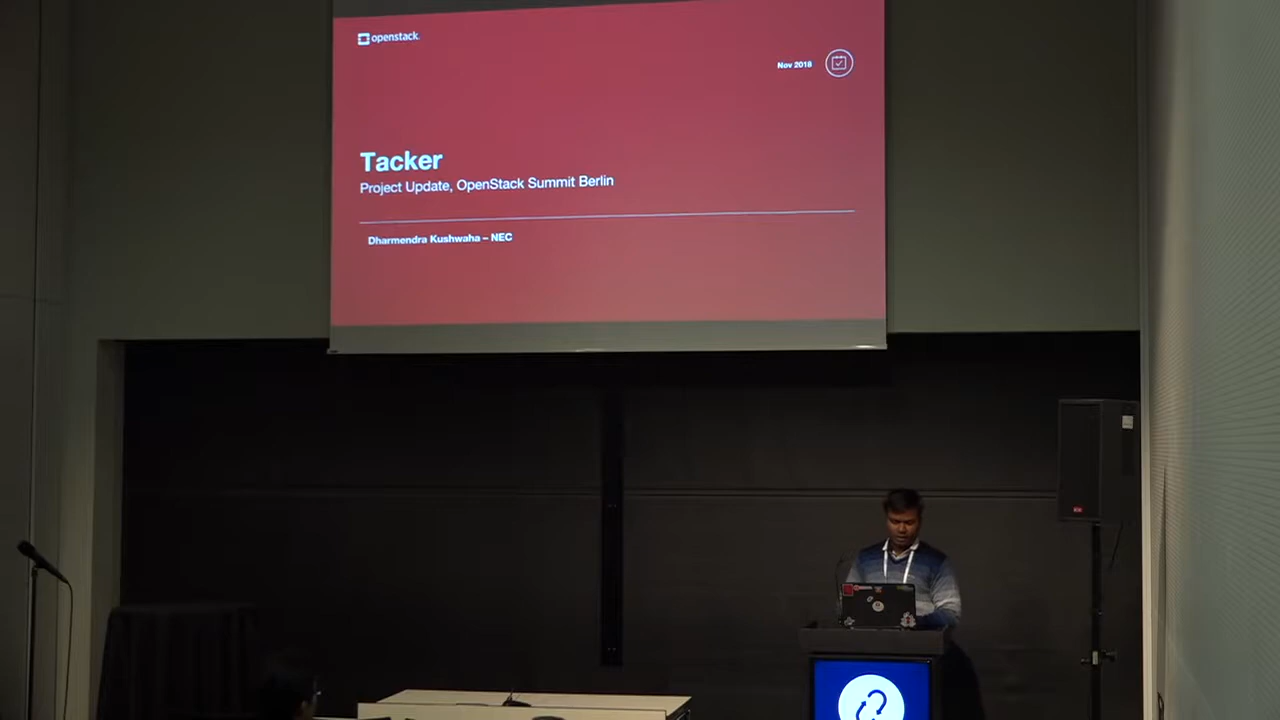 openstack.
Nov 2018
Tacker
Project Update, OpenStack Summit Berlin
Dharmendra Kushwaha – NEC